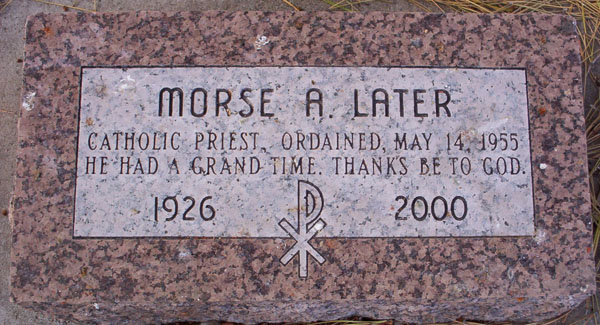 MORSE A. LATER
CATHOLIC PRIEST, ORDAINED, MAY 14, 1955
HE HAD A GRAND TIME. THANKS BE TO GOD.
1926 2000